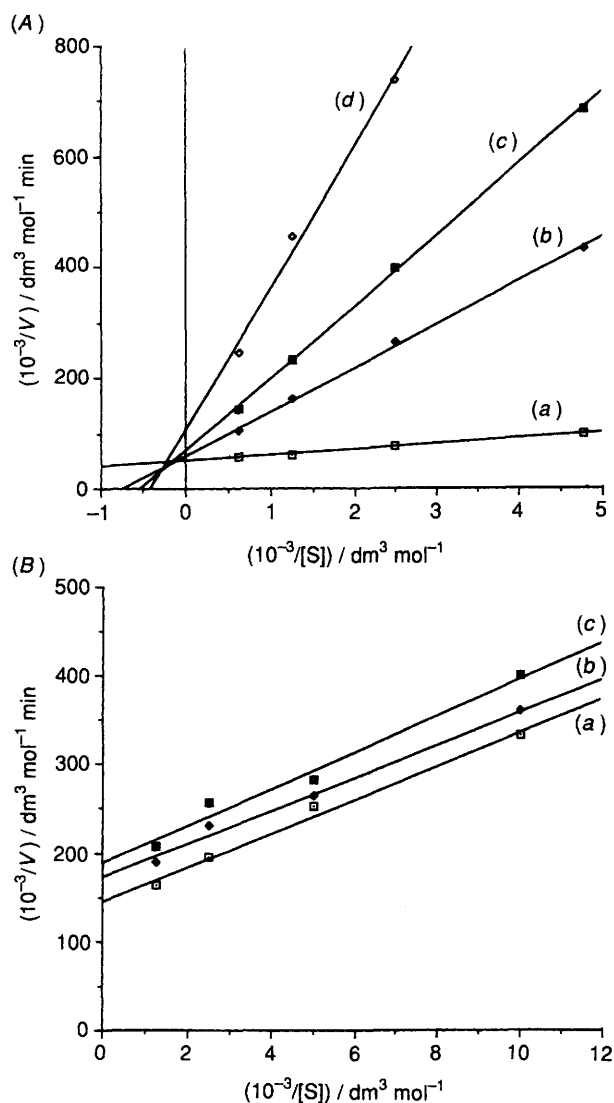 (A)
800
600
400
200
0
(10⁻³/V) / dm³ mol⁻¹ min
(d)
(c)
(b)
(a)
−1 0 1 2 3 4 5
(10⁻³/[S]) / dm³ mol⁻¹
(B)
500
400
300
200
100
0
(10⁻³/V) / dm³ mol⁻¹ min
(c)
(b)
(a)
0 2 4 6 8 10 12
(10⁻³/[S]) / dm³ mol⁻¹